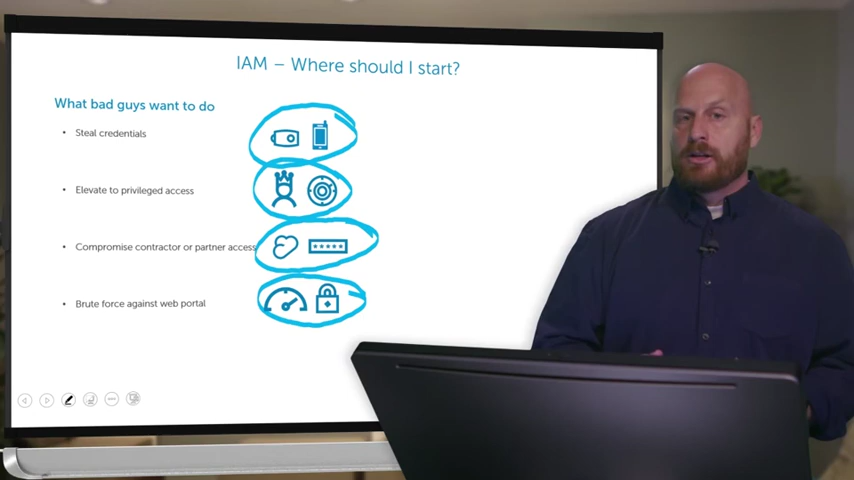 IAM – Where should I start?
What bad guys want to do
• Steal credentials
• Elevate to privileged access
• Compromise contractor or partner access
• Brute force against web portal